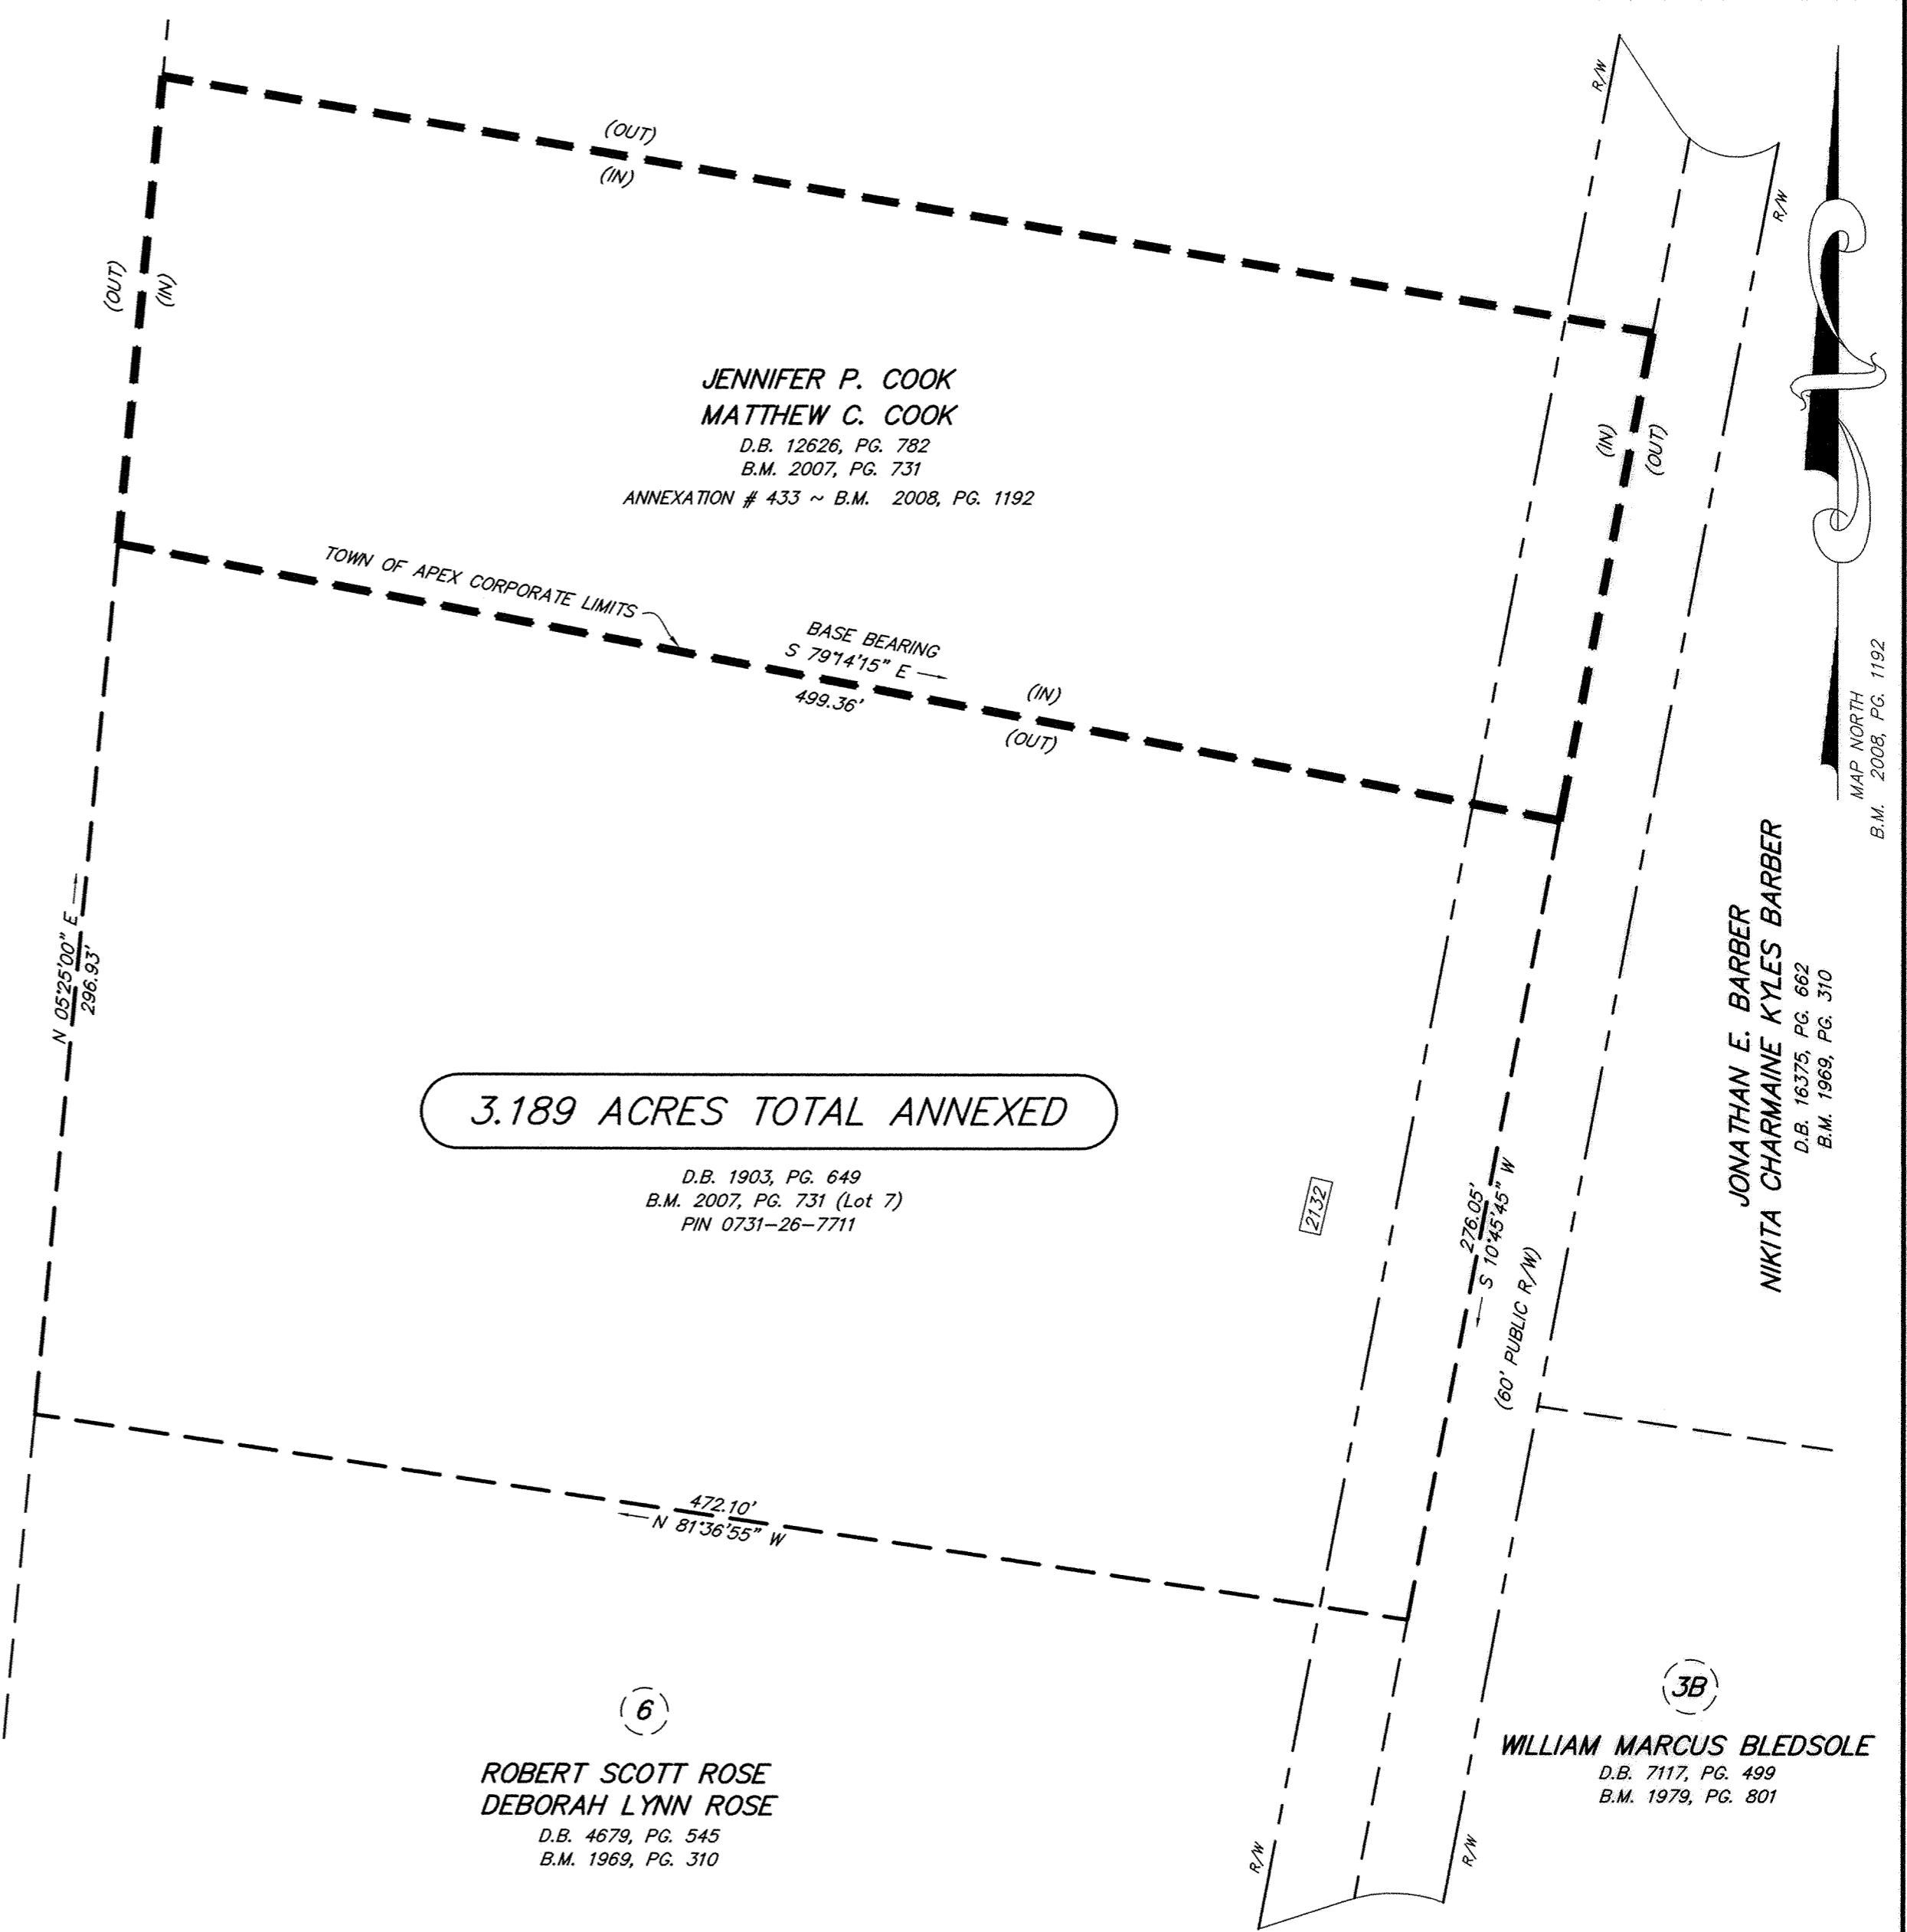 R/W
R/W
(OUT)
(IN)
(OUT)
(IN)
JENNIFER P. COOK
MATTHEW C. COOK
D.B. 12626, PG. 782
B.M. 2007, PG. 731
ANNEXATION # 433 ~ B.M. 2008, PG. 1192
(IN)
(OUT)
TOWN OF APEX CORPORATE LIMITS
BASE BEARING
S 79°14'15" E
499.36'
(IN)
(OUT)
MAP NORTH
B.M. 2008, PG. 1192
N 05°25'00" E
296.93'
JONATHAN E. BARBER
NIKITA CHARMAINE KYLES BARBER
D.B. 16375, PG. 662
B.M. 1969, PG. 310
3.189 ACRES TOTAL ANNEXED
D.B. 1903, PG. 649
B.M. 2007, PG. 731 (Lot 7)
PIN 0731-26-7711
2132
276.05'
S 10°45'45" W
(60' PUBLIC R/W)
472.10'
N 81°36'55" W
6
ROBERT SCOTT ROSE
DEBORAH LYNN ROSE
D.B. 4679, PG. 545
B.M. 1969, PG. 310
3B
WILLIAM MARCUS BLEDSOLE
D.B. 7117, PG. 499
B.M. 1979, PG. 801
R/W
R/W